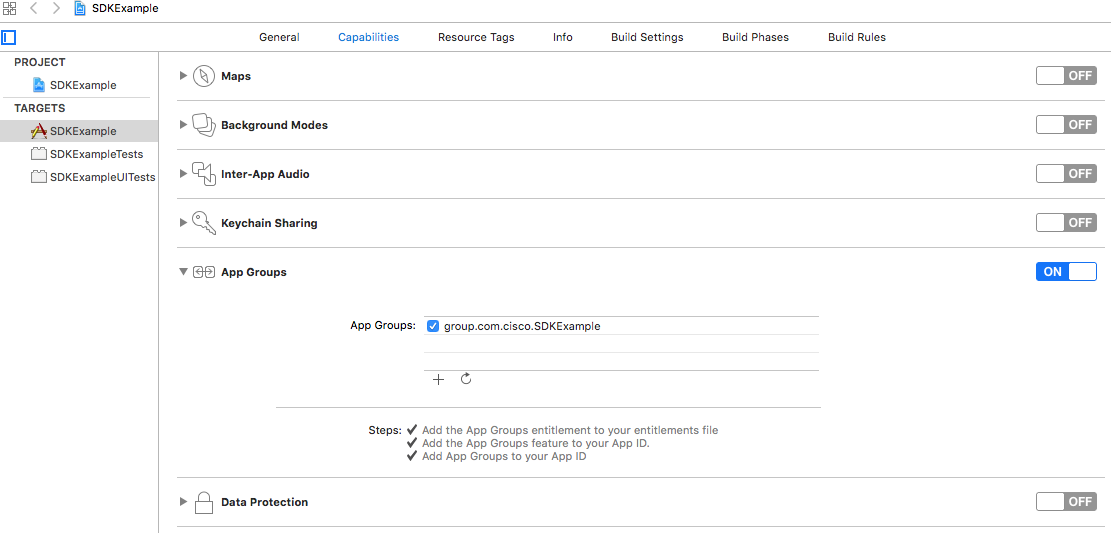 SDKExample
General Capabilities Resource Tags Info Build Settings Build Phases Build Rules
PROJECT
SDKExample
TARGETS
SDKExample
SDKExampleTests
SDKExampleUITests
Maps OFF
Background Modes OFF
Inter-App Audio OFF
Keychain Sharing OFF
App Groups ON
App Groups: group.com.cisco.SDKExample
Steps: ✔ Add the App Groups entitlement to your entitlements file
✔ Add the App Groups feature to your App ID.
✔ Add App Groups to your App ID
Data Protection OFF